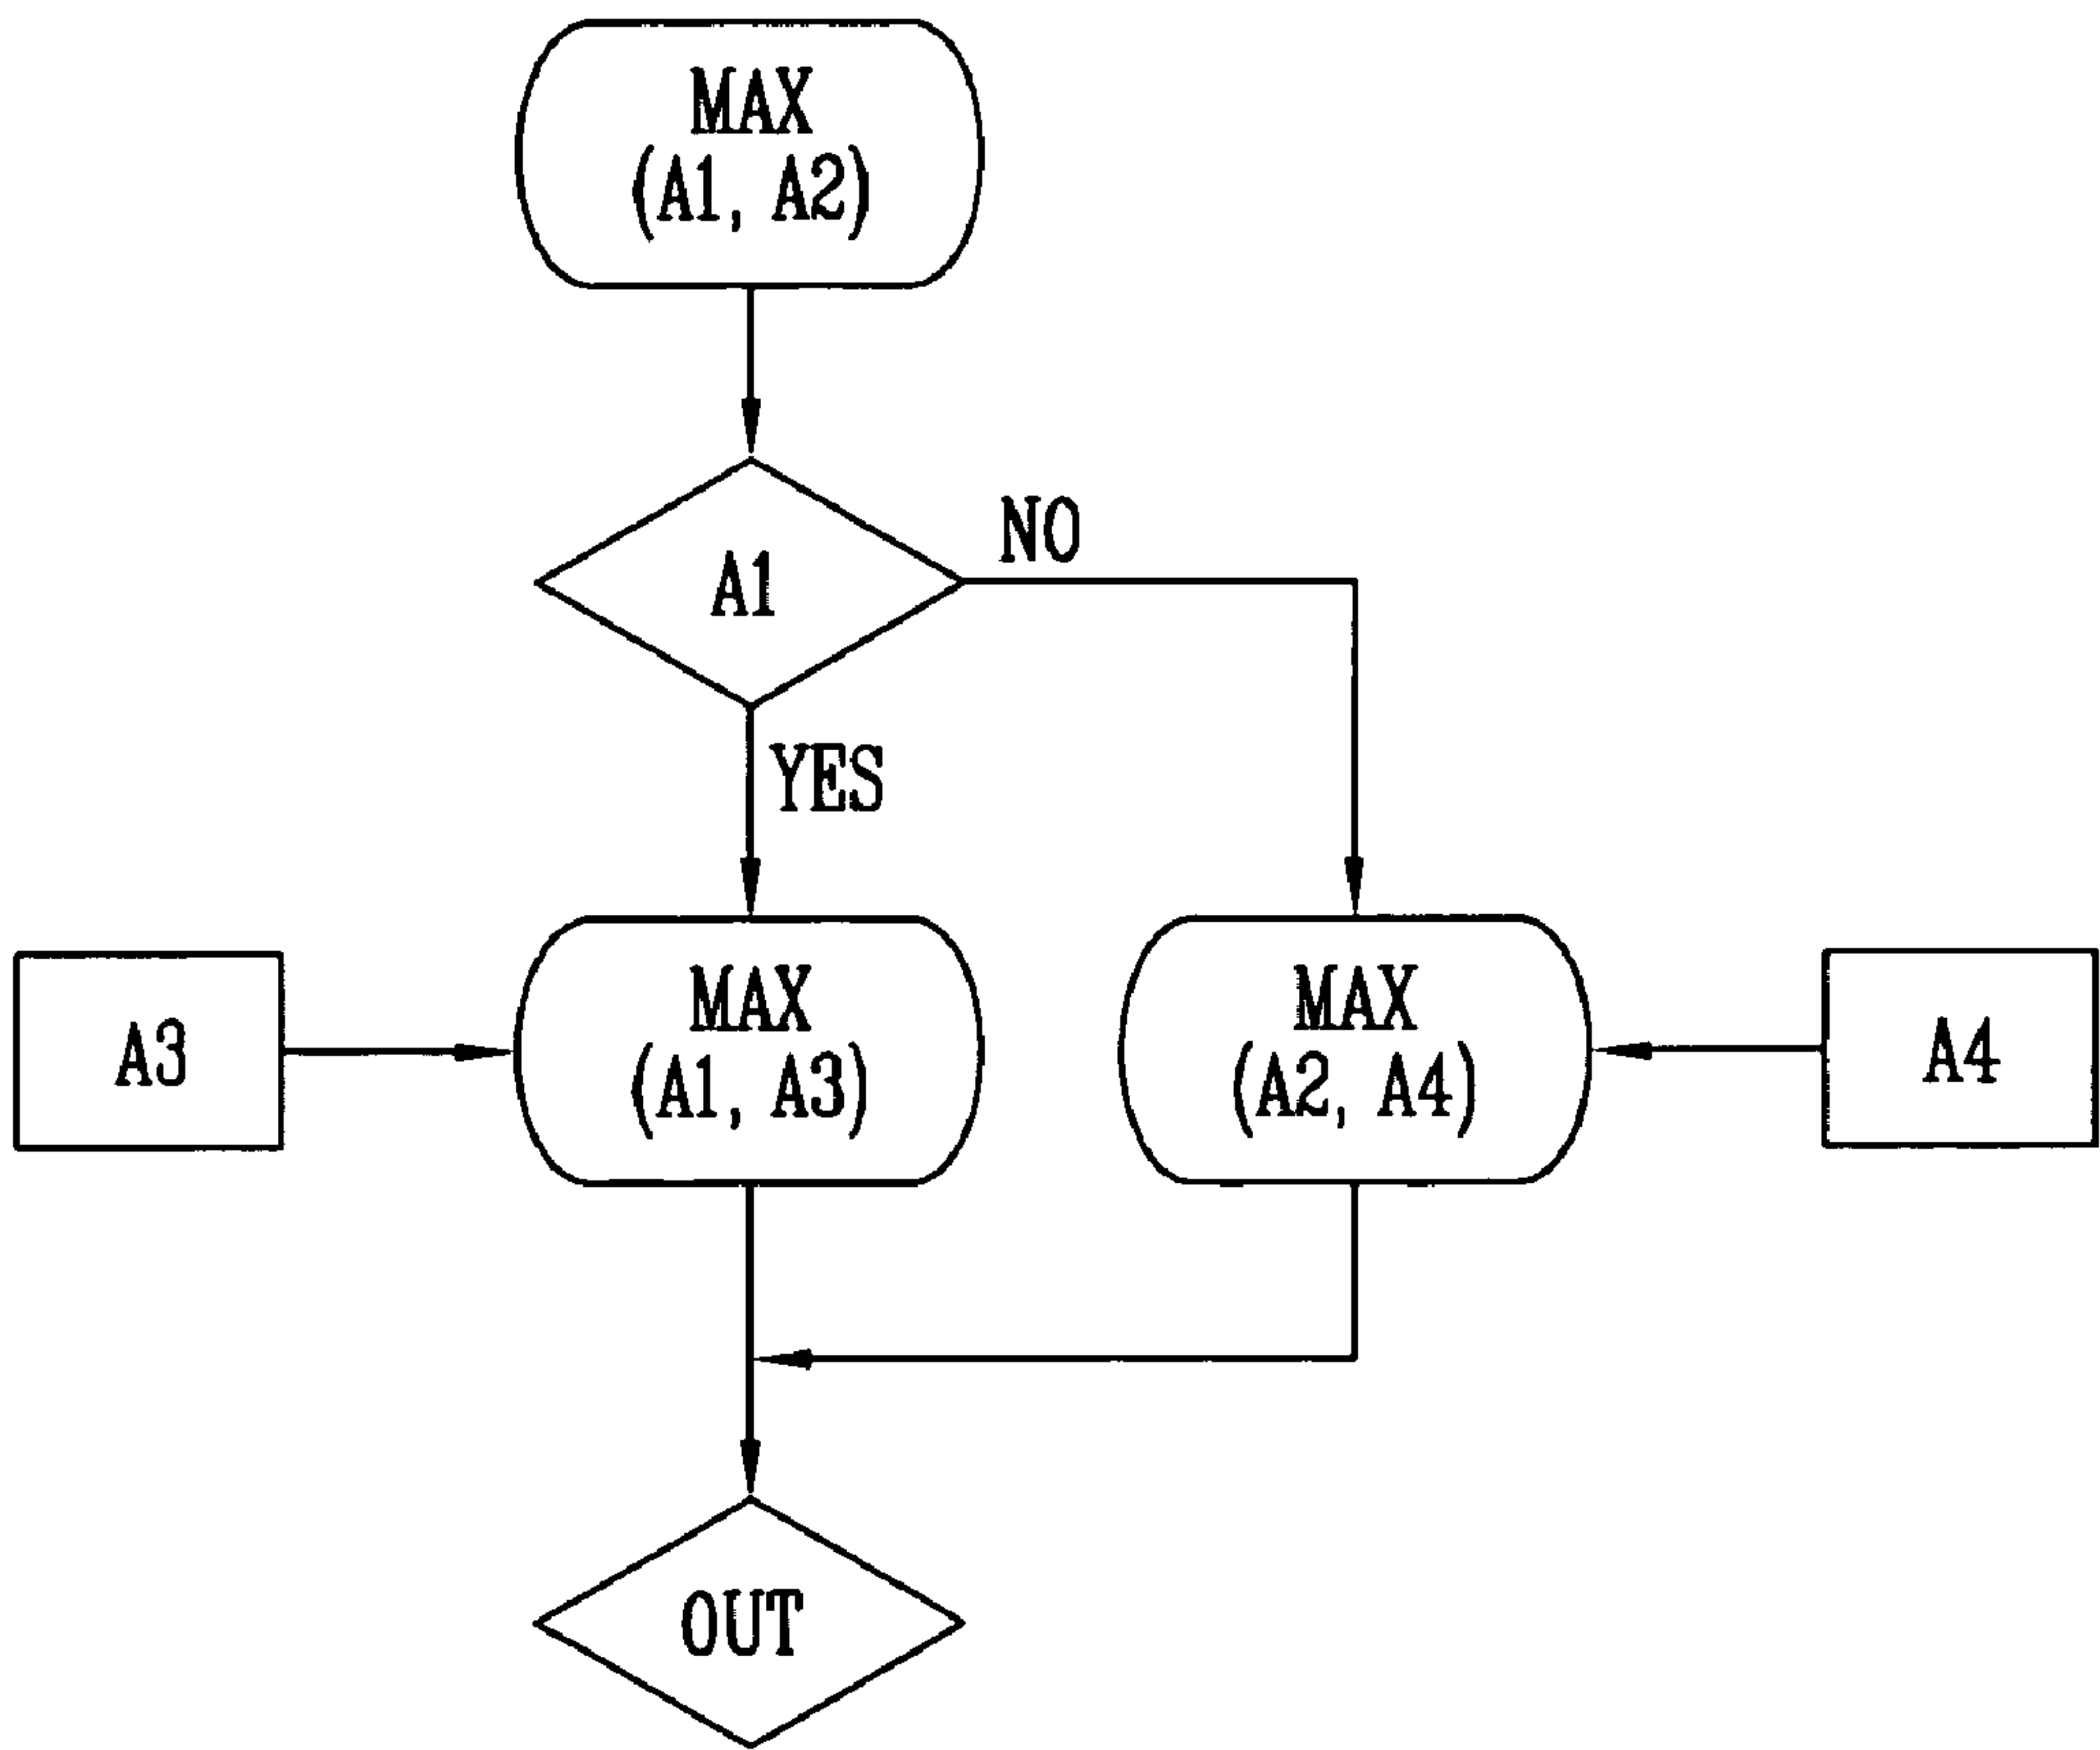 MAX
(A1, A2)
A1
NO
YES
A3
MAX
(A1, A3)
MAX
(A2, A4)
A4
OUT